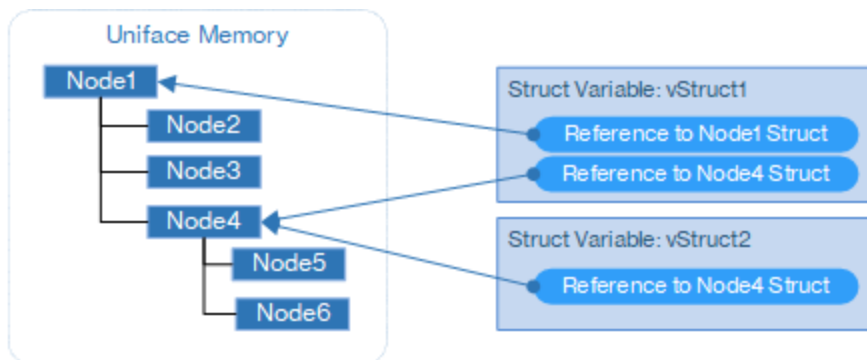 Uniface Memory
Node1
Node2
Node3
Node4
Node5
Node6
Struct Variable: vStruct1
Reference to Node1 Struct
Reference to Node4 Struct
Struct Variable: vStruct2
Reference to Node4 Struct